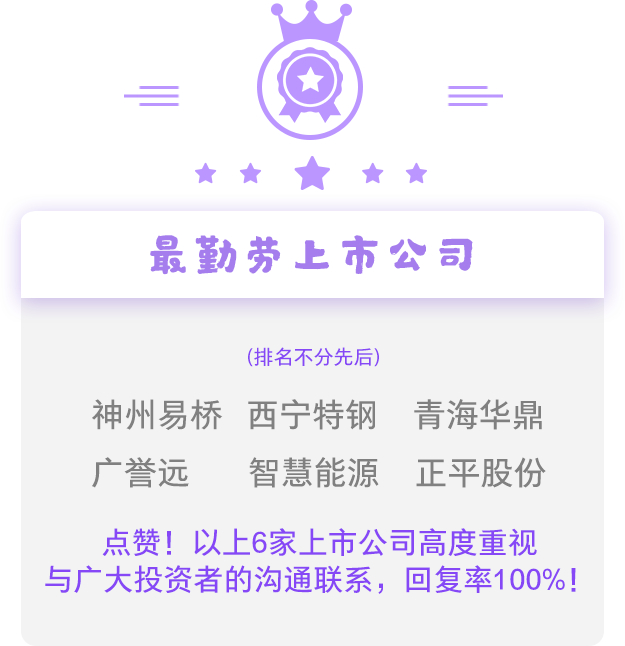 最勤劳上市公司
(排名不分先后)
神州易桥 西宁特钢 青海华鼎
广誉远 智慧能源 正平股份
点赞！以上6家上市公司高度重视
与广大投资者的沟通联系，回复率100%！